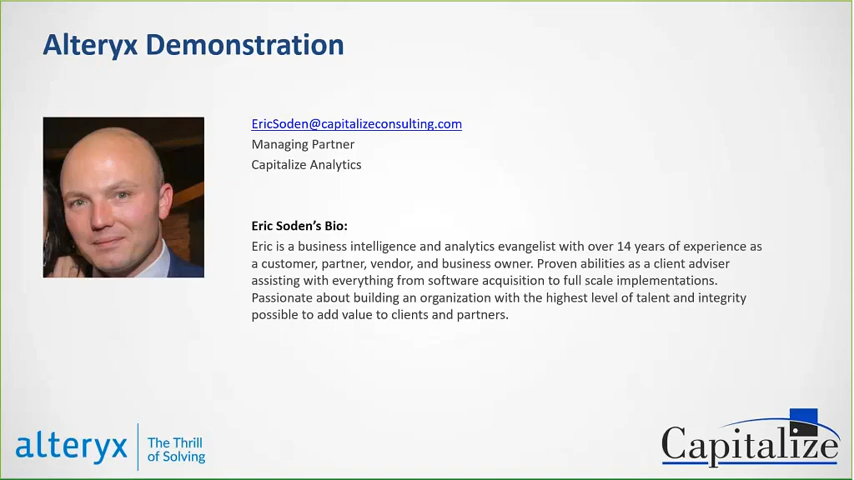 Alteryx Demonstration
EricSoden@capitalizeconsulting.com
Managing Partner
Capitalize Analytics
Eric Soden's Bio:
Eric is a business intelligence and analytics evangelist with over 14 years of experience as
a customer, partner, vendor, and business owner. Proven abilities as a client adviser
assisting with everything from software acquisition to full scale implementations.
Passionate about building an organization with the highest level of talent and integrity
possible to add value to clients and partners.
alteryx
The Thrill
of Solving
Capitalize